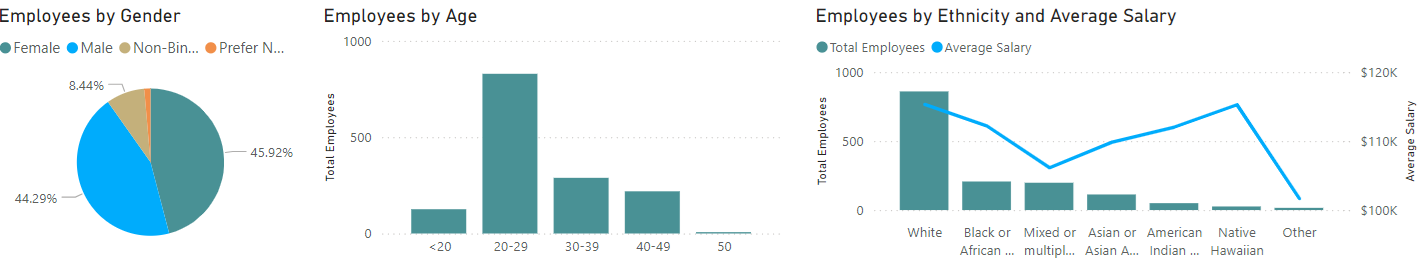 Employees by Gender
Female Male Non-Bin... Prefer N...
8.44%
45.92%
44.29%
Employees by Age
Total Employees
1000
500
0
<20 20-29 30-39 40-49 50
Employees by Ethnicity and Average Salary
Total Employees Average Salary
Total Employees
1000
500
0
$120K
$110K
$100K
Average Salary
White Black or African ... Mixed or multipl... Asian or Asian A... American Indian ... Native Hawaiian Other